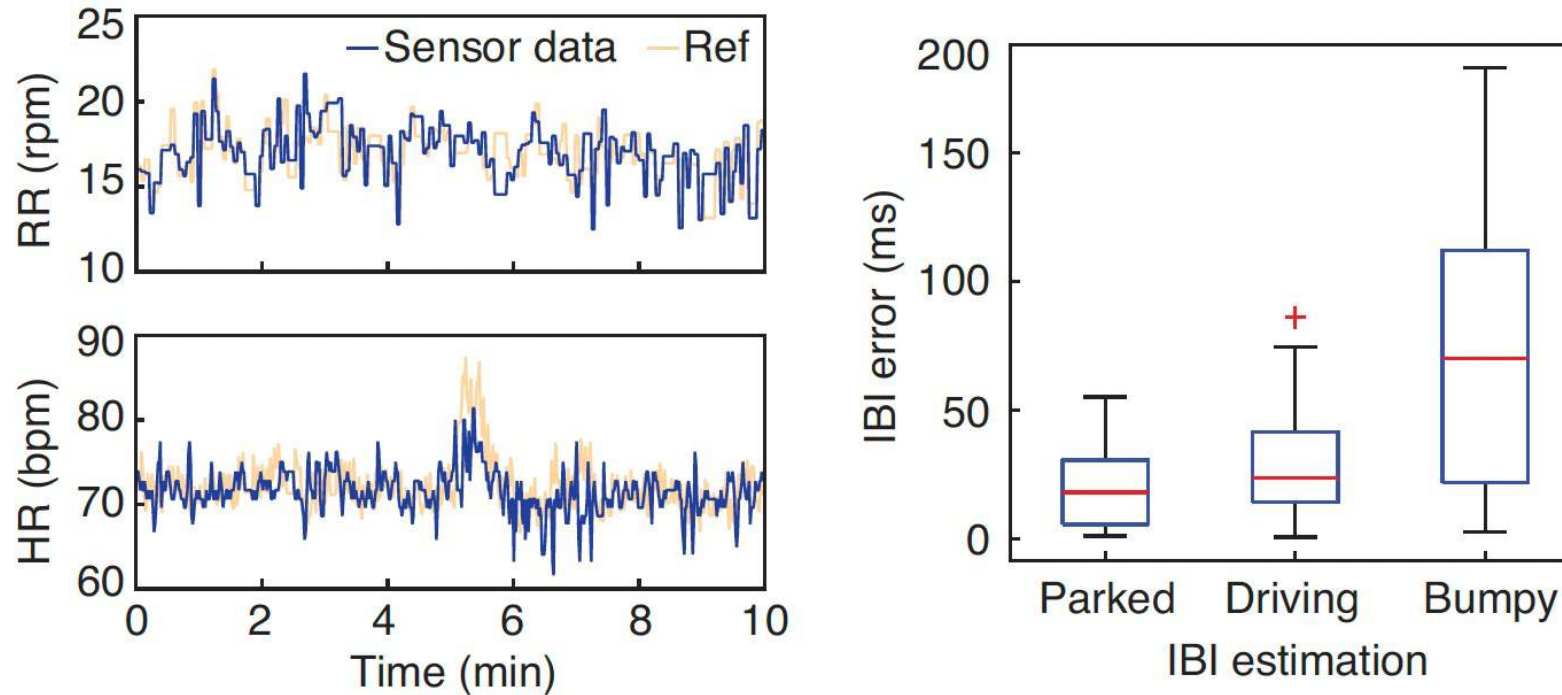 RR (rpm)
25
20
15
10
Sensor data
Ref
HR (bpm)
90
80
70
60
0 2 4 6 8 10
Time (min)
IBI error (ms)
200
150
100
50
0
Parked Driving Bumpy
IBI estimation